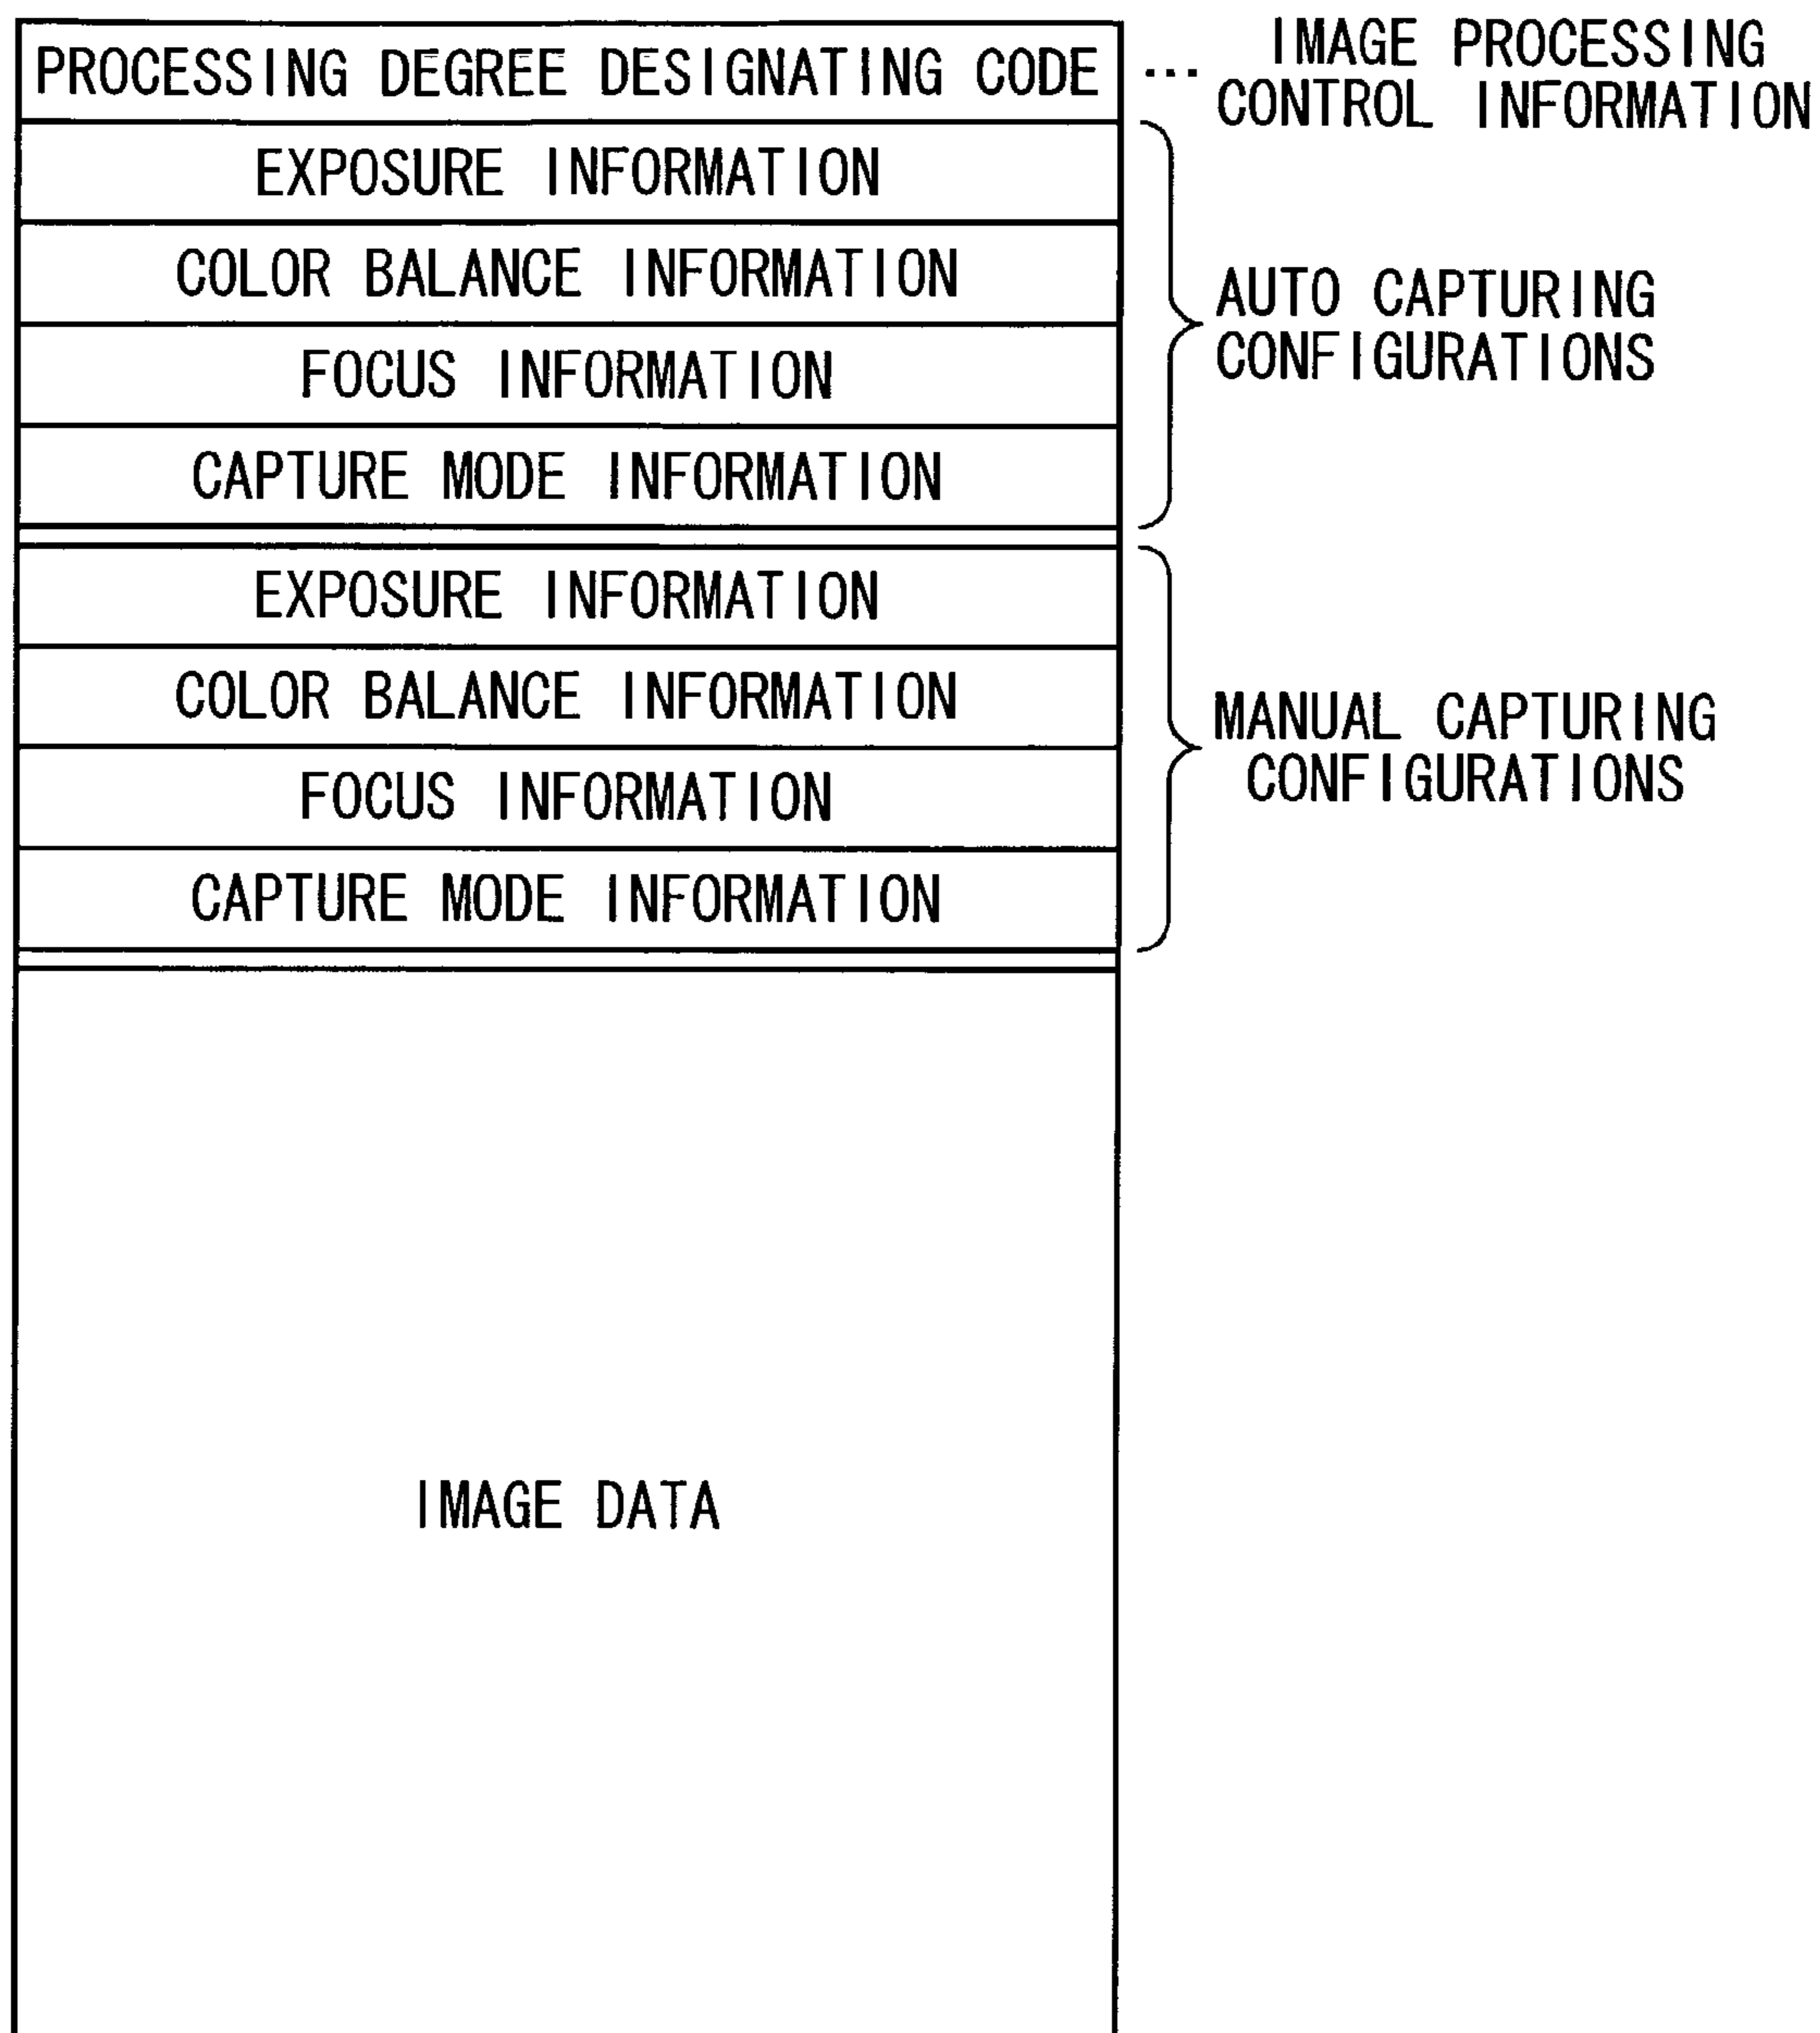 PROCESSING DEGREE DESIGNATING CODE ... IMAGE PROCESSING
CONTROL INFORMATION
EXPOSURE INFORMATION
COLOR BALANCE INFORMATION
FOCUS INFORMATION
CAPTURE MODE INFORMATION
AUTO CAPTURING
CONFIGURATIONS
EXPOSURE INFORMATION
COLOR BALANCE INFORMATION
FOCUS INFORMATION
CAPTURE MODE INFORMATION
MANUAL CAPTURING
CONFIGURATIONS
IMAGE DATA